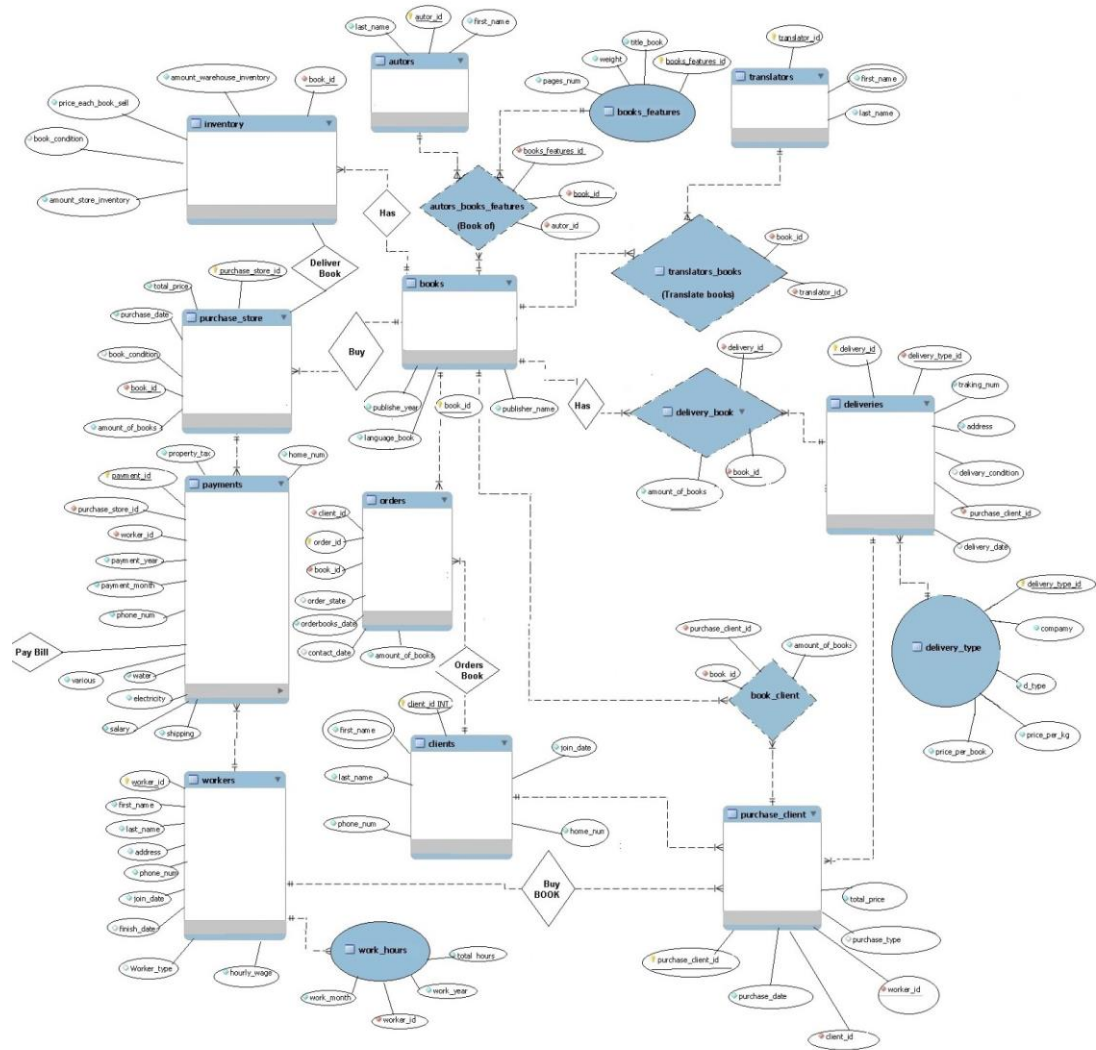 last_name
autor_id
first_name
autors
title_book
weight
books_features_id
pages_num
books_features
translator_id
translators
first_name
last_name
amount_warehouse_inventory
book_id
price_each_book_sell
inventory
book_condition
amount_store_inventory
books_features_id
book_id
autors_books_features
(Book of)
autor_id
Has
book_id
translators_books
(Translate books)
translator_id
Deliver
Book
purchase_store_id
total_price
purchase_date
purchase_store
book_condition
book_id
amount_of_books
books
Buy
publishe_year
book_id
publisher_name
language_book
Has
delivery_id
delivery_book
book_id
amount_of_books
delivery_id
delivery_type_id
deliveries
traking_num
address
delivary_condition
purchase_client_id
delivery_date
property_tax
home_num
payment_id
payments
purchase_store_id
worker_id
payment_year
payment_month
phone_num
Pay Bill
various
water
electricity
salary
shipping
orders
client_id
order_id
book_id
order_state
orderbooks_date
contact_date
amount_of_books
Orders
Book
delivery_type_id
compamy
delivery_type
d_type
price_per_kg
price_per_book
purchase_client_id
amount_of_books
book_id
book_client
client_id INT
first_name
clients
join_date
last_name
phone_num
home_num
workers
worker_id
first_name
last_name
address
phone_num
join_date
finish_date
Worker_type
hourly_wage
Buy
BOOK
purchase_client
total_price
purchase_type
purchase_client_id
worker_id
purchase_date
client_id
work_hours
total_hours
work_year
work_month
worker_id